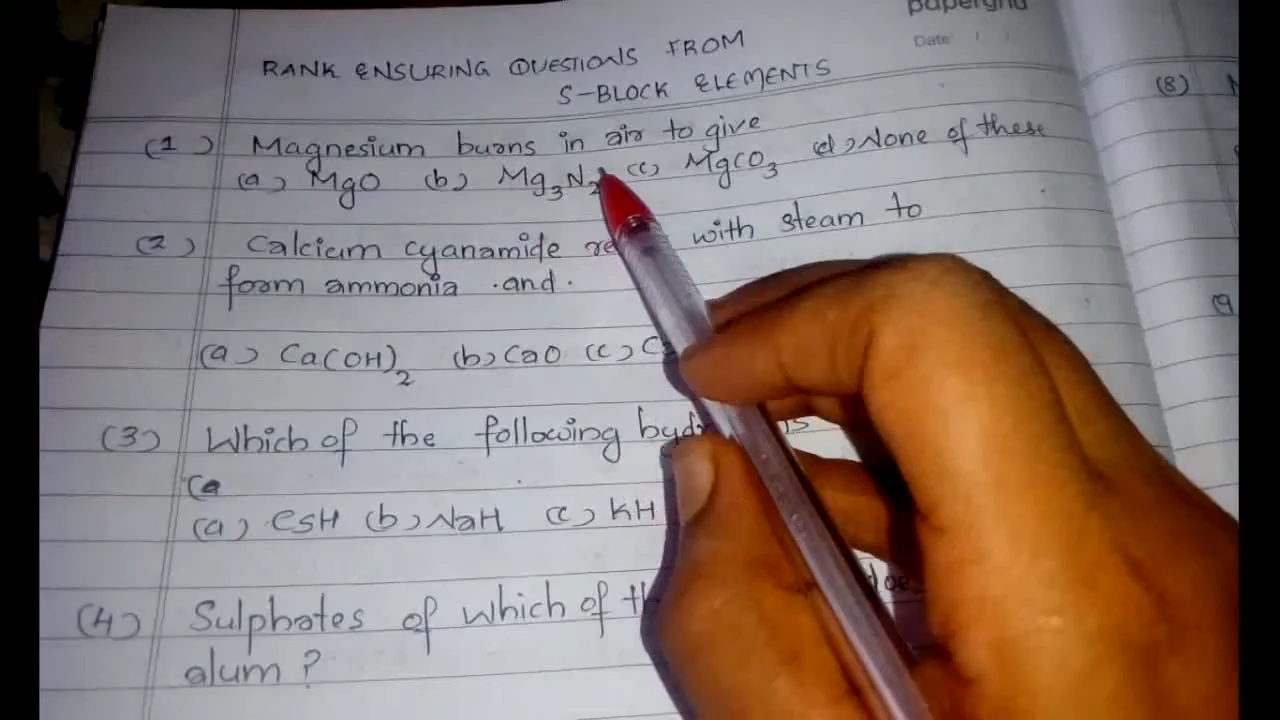 Date
RANK ENSURING QUESTIONS FROM
S-BLOCK ELEMENTS
(1) Magnesium burns in air to give
(a) MgO (b) Mg3N2 (c) MgCO3 (d) None of these
(2) Calcium cyanamide with steam to
form ammonia and
(a) Ca(OH)2 (b) CaO (c)
(3) Which of the following
(a
(a) CsH (b) NaH (c) KH
(4) Sulphates of which of
alum?
(8)
(9